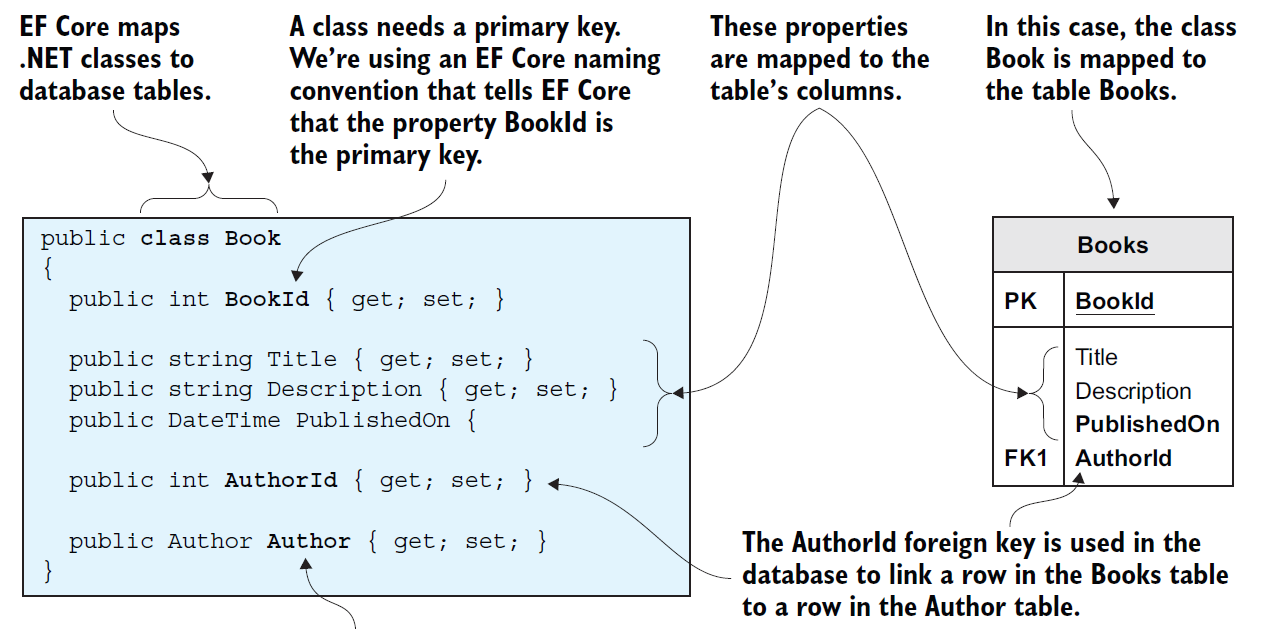 EF Core maps
.NET classes to
database tables.
A class needs a primary key.
We're using an EF Core naming
convention that tells EF Core
that the property BookId is
the primary key.
These properties
are mapped to the
table's columns.
In this case, the class
Book is mapped to
the table Books.
public class Book
{
public int BookId { get; set; }
public string Title { get; set; }
public string Description { get; set; }
public DateTime PublishedOn {
public int AuthorId { get; set; }
public Author Author { get; set; }
}
Books
PK BookId
Title
Description
PublishedOn
FK1 AuthorId
The AuthorId foreign key is used in the
database to link a row in the Books table
to a row in the Author table.